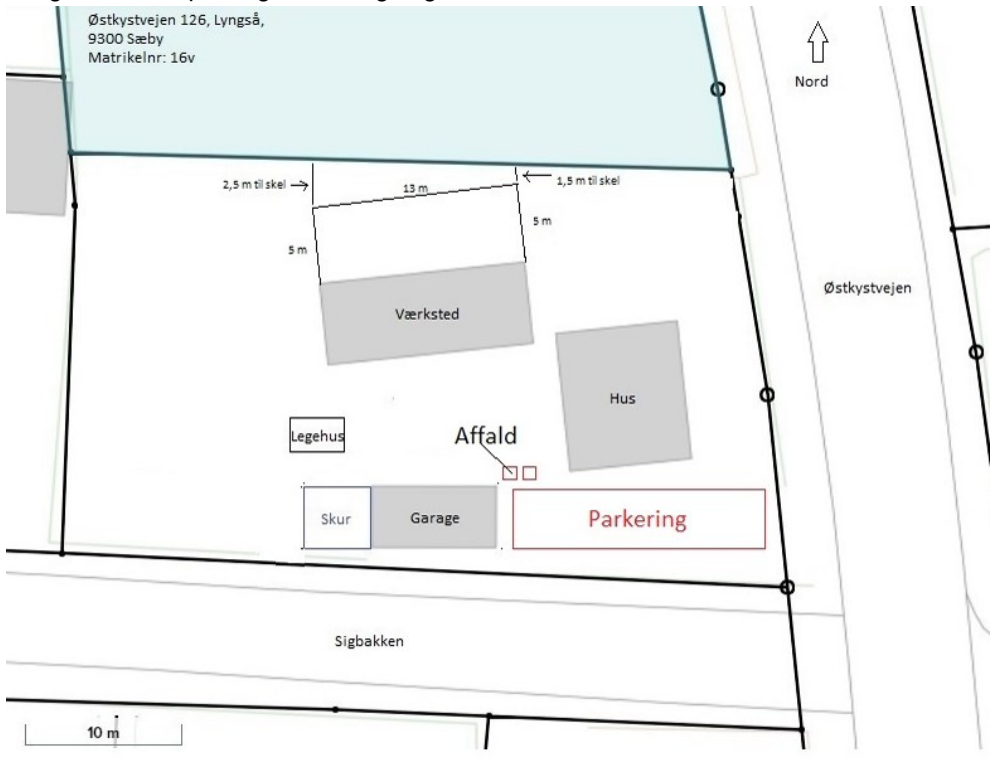 Østkystvejen 126, Lyngså,
9300 Sæby
Matrikelnr: 16v
Nord
2,5 m til skel
13 m
1,5 m til skel
5 m
5 m
Østkystvejen
Værksted
Hus
Legehus
Affald
Skur
Garage
Parkering
Sigbakken
10 m